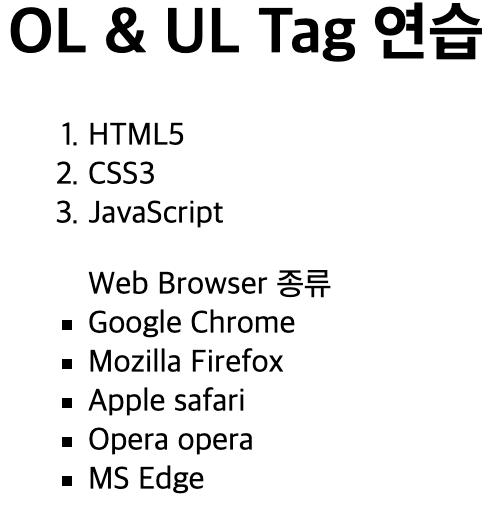 OL & UL Tag 연습
1. HTML5
2. CSS3
3. JavaScript
Web Browser 종류
▪ Google Chrome
▪ Mozilla Firefox
▪ Apple safari
▪ Opera opera
▪ MS Edge